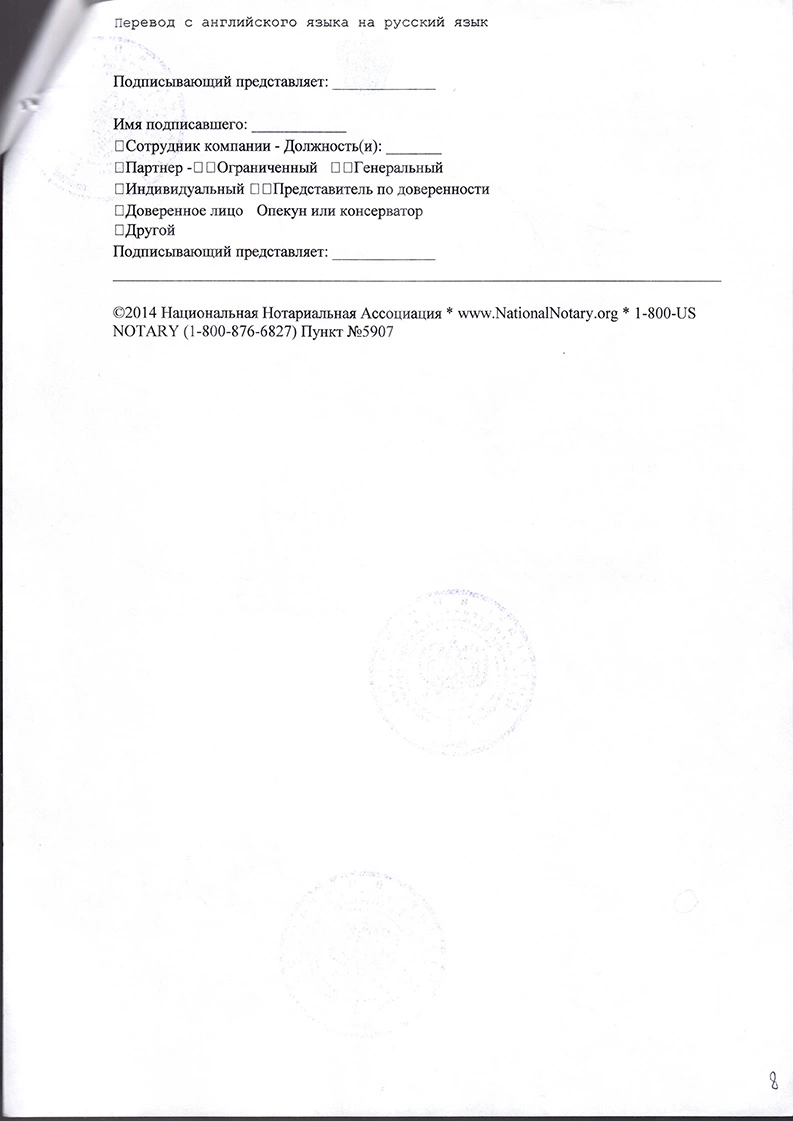 Перевод с английского языка на русский язык
Подписывающий представляет: _____________
Имя подписавшего: ____________
□Сотрудник компании - Должность(и): _______
□Партнер -□ □Ограниченный □ □Генеральный
□Индивидуальный □ □Представитель по доверенности
□Доверенное лицо Опекун или консерватор
□Другой
Подписывающий представляет: _____________
©2014 Национальная Нотариальная Ассоциация * www.NationalNotary.org * 1-800-US
NOTARY (1-800-876-6827) Пункт №5907
8